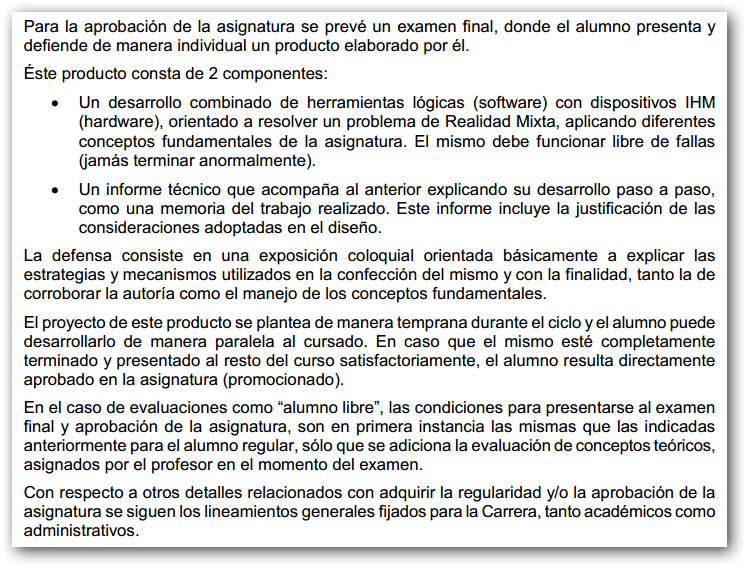 Para la aprobación de la asignatura se prevé un examen final, donde el alumno presenta y
defiende de manera individual un producto elaborado por él.
Éste producto consta de 2 componentes:
• Un desarrollo combinado de herramientas lógicas (software) con dispositivos IHM
(hardware), orientado a resolver un problema de Realidad Mixta, aplicando diferentes
conceptos fundamentales de la asignatura. El mismo debe funcionar libre de fallas
(jamás terminar anormalmente).
• Un informe técnico que acompaña al anterior explicando su desarrollo paso a paso,
como una memoria del trabajo realizado. Este informe incluye la justificación de las
consideraciones adoptadas en el diseño.
La defensa consiste en una exposición coloquial orientada básicamente a explicar las
estrategias y mecanismos utilizados en la confección del mismo y con la finalidad, tanto la de
corroborar la autoría como el manejo de los conceptos fundamentales.
El proyecto de este producto se plantea de manera temprana durante el ciclo y el alumno puede
desarrollarlo de manera paralela al cursado. En caso que el mismo esté completamente
terminado y presentado al resto del curso satisfactoriamente, el alumno resulta directamente
aprobado en la asignatura (promocionado).
En el caso de evaluaciones como “alumno libre”, las condiciones para presentarse al examen
final y aprobación de la asignatura, son en primera instancia las mismas que las indicadas
anteriormente para el alumno regular, sólo que se adiciona la evaluación de conceptos teóricos,
asignados por el profesor en el momento del examen.
Con respecto a otros detalles relacionados con adquirir la regularidad y/o la aprobación de la
asignatura se siguen los lineamientos generales fijados para la Carrera, tanto académicos como
administrativos.